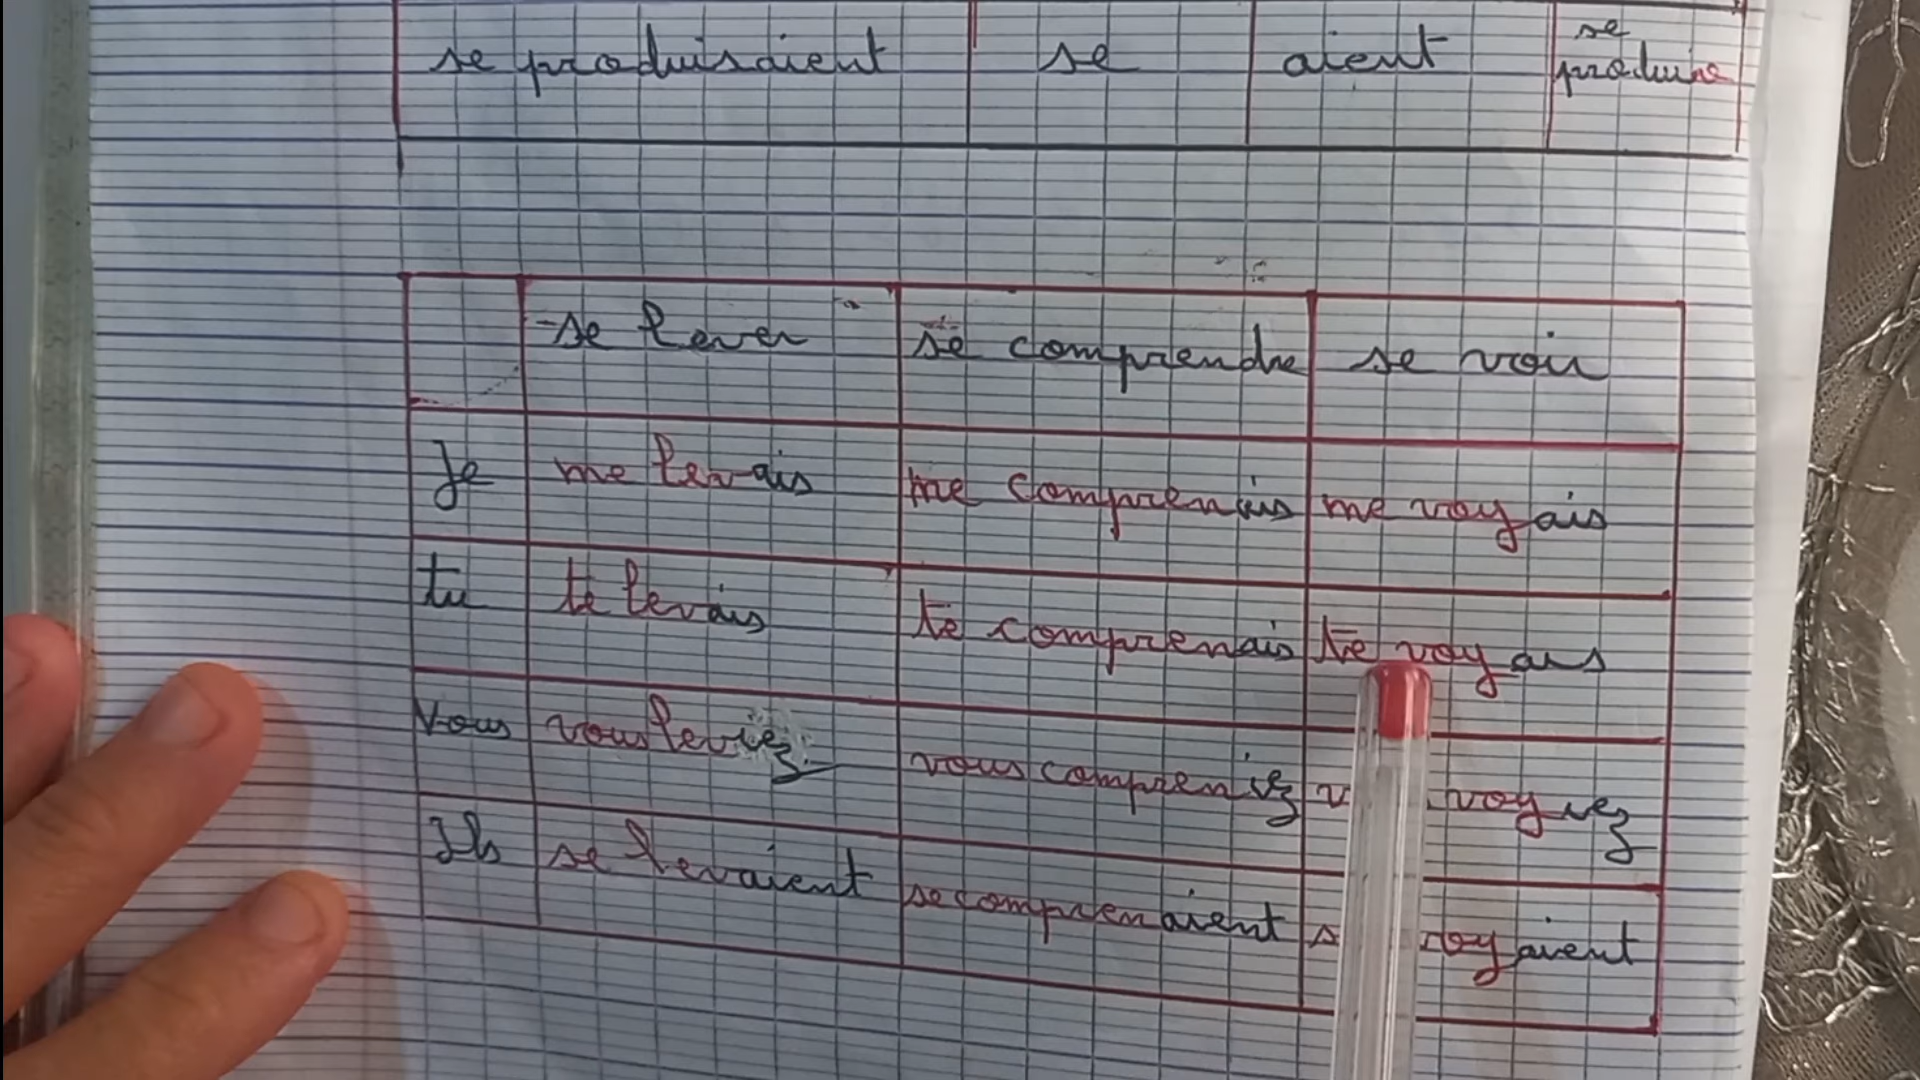 se produisaient se aient se produire
se lever se comprendre se voir
Je me levais me comprenais me voyais
tu te levais te comprenais te voyais
Vous vous leviez vous compreniez voyiez
Ils se levaient se comprenaient voyaient